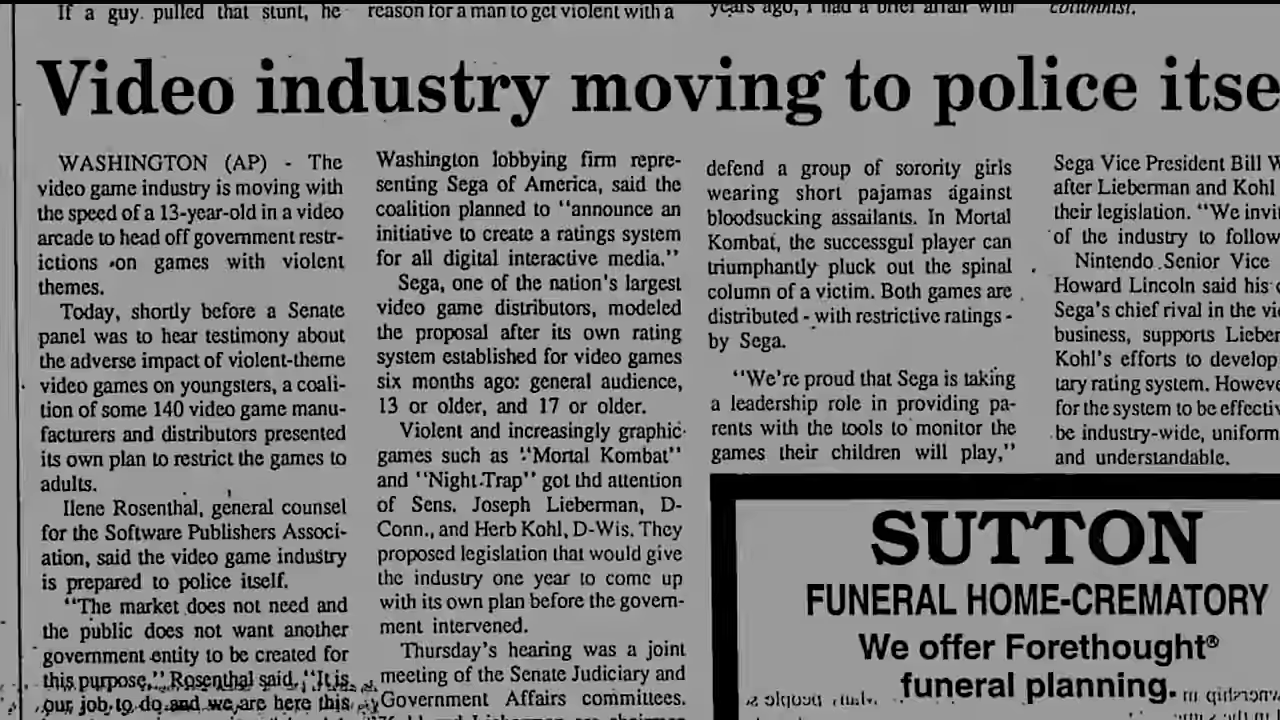 If a guy pulled that stunt, he
reason for a man to get violent with a
years ago, I had a brief affair with
columnist.
Video industry moving to police itse
WASHINGTON (AP) - The
video game industry is moving with
the speed of a 13-year-old in a video
arcade to head off government restr-
ictions on games with violent
themes.
Today, shortly before a Senate
panel was to hear testimony about
the adverse impact of violent-theme
video games on youngsters, a coali-
tion of some 140 video game manu-
facturers and distributors presented
its own plan to restrict the games to
adults.
Ilene Rosenthal, general counsel
for the Software Publishers Associ-
ation, said the video game industry
is prepared to police itself.
"The market does not need and
the public does not want another
government entity to be created for
this purpose," Rosenthal said. "It is
our job to do and we are here this
Washington lobbying firm repre-
senting Sega of America, said the
coalition planned to "announce an
initiative to create a ratings system
for all digital interactive media."
Sega, one of the nation's largest
video game distributors, modeled
the proposal after its own rating
system established for video games
six months ago: general audience,
13 or older, and 17 or older.
Violent and increasingly graphic
games such as "Mortal Kombat"
and "Night Trap" got thd attention
of Sens. Joseph Lieberman, D-
Conn., and Herb Kohl, D-Wis. They
proposed legislation that would give
the industry one year to come up
with its own plan before the govern-
ment intervened.
Thursday's hearing was a joint
meeting of the Senate Judiciary and
Government Affairs committees.
defend a group of sorority girls
wearing short pajamas against
bloodsucking assailants. In Mortal
Kombat, the successgul player can
triumphantly pluck out the spinal
column of a victim. Both games are
distributed - with restrictive ratings -
by Sega.
"We're proud that Sega is taking
a leadership role in providing pa-
rents with the tools to monitor the
games their children will play,"
Sega Vice President Bill W
after Lieberman and Kohl
their legislation. "We invi
of the industry to follow
Nintendo Senior Vice
Howard Lincoln said his c
Sega's chief rival in the vi
business, supports Lieber
Kohl's efforts to develop
tary rating system. Howeve
for the system to be effectiv
be industry-wide, uniform
and understandable.
SUTTON
FUNERAL HOME-CREMATORY
We offer Forethought®
funeral planning.